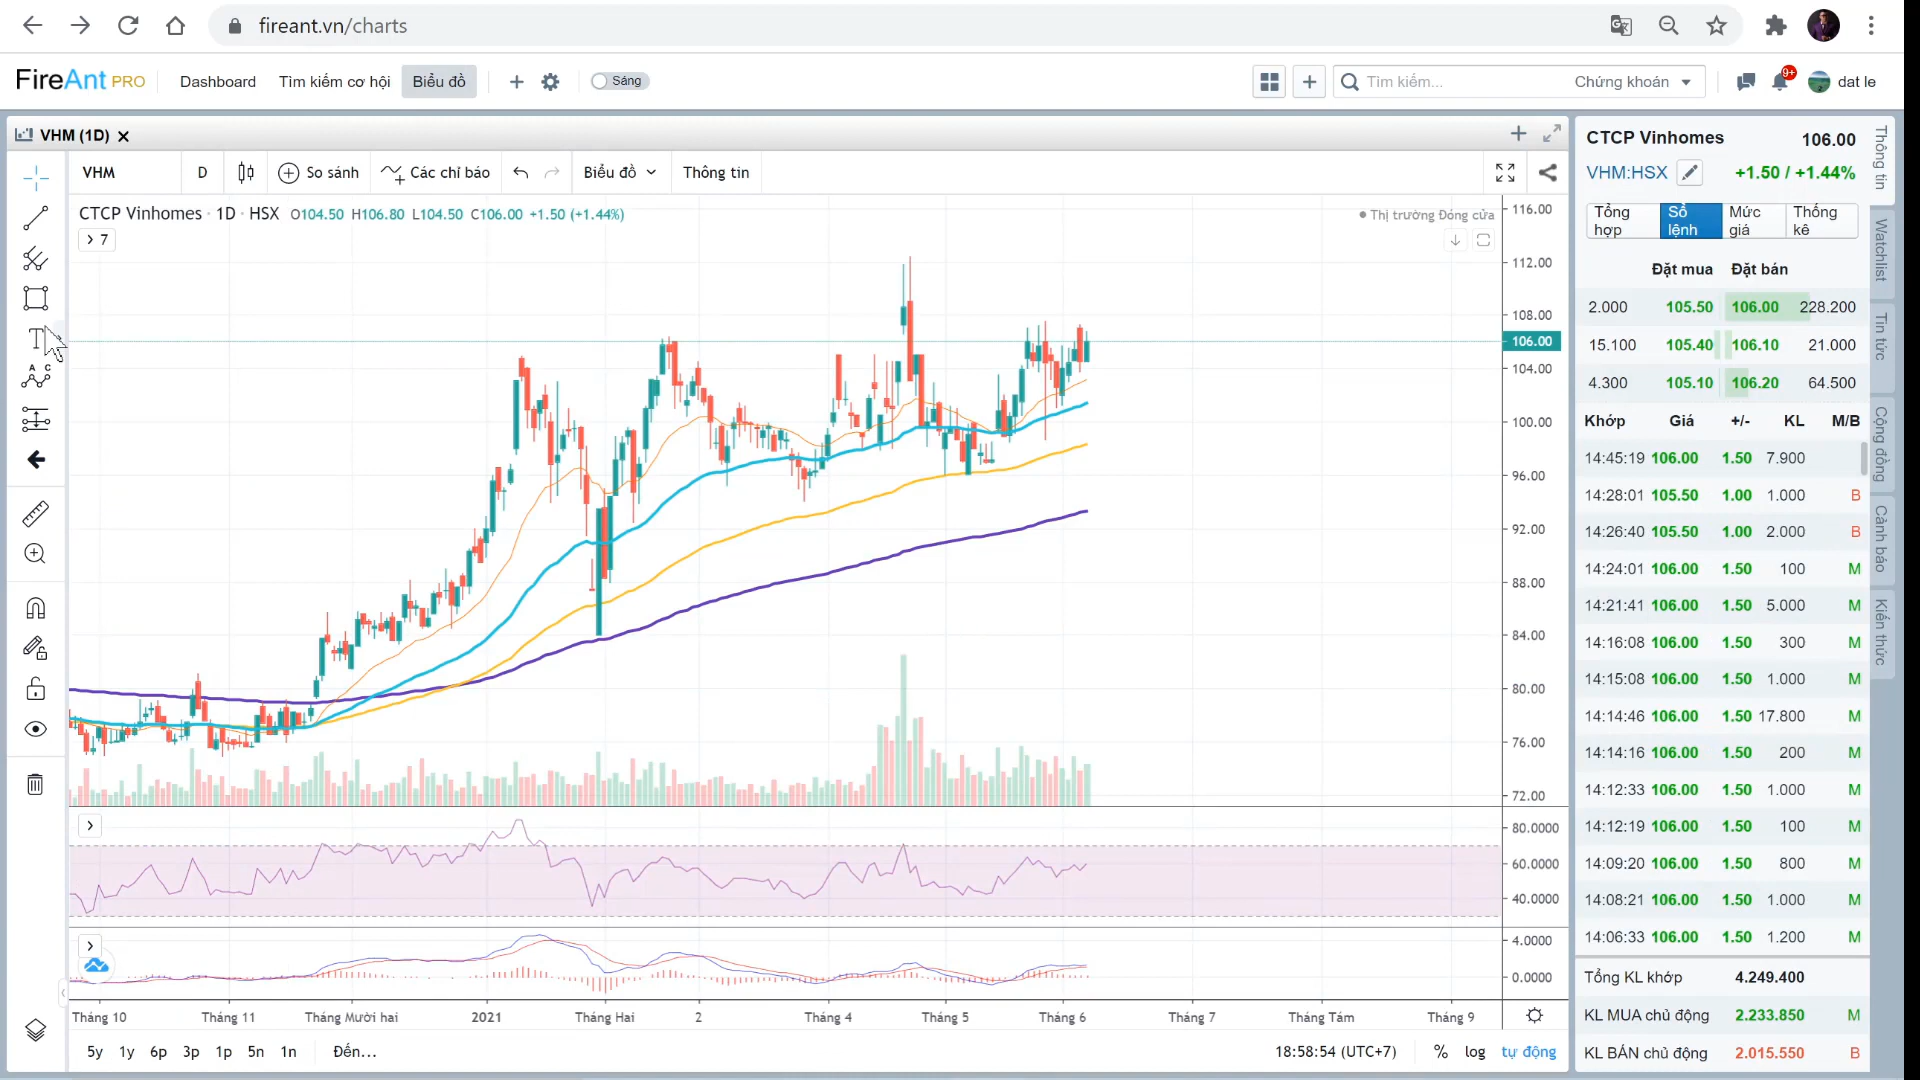 fireant.vn/charts
FireAnt PRO Dashboard Tìm kiếm cơ hội Biểu đồ Sáng Tìm kiếm... Chứng khoán 9+ dat le
VHM (1D)
VHM D So sánh Các chỉ báo Biểu đồ Thông tin
CTCP Vinhomes · 1D · HSX O104.50 H106.80 L104.50 C106.00 +1.50 (+1.44%)
Thị trường Đóng cửa
7
T
A C
116.00
112.00
108.00
106.00
104.00
100.00
96.00
92.00
88.00
84.00
80.00
76.00
72.00
80.0000
60.0000
40.0000
4.0000
0.0000
Tháng 10 Tháng 11 Tháng Mười hai 2021 Tháng Hai 2 Tháng 4 Tháng 5 Tháng 6 Tháng 7 Tháng Tám Tháng 9
5y 1y 6p 3p 1p 5n 1n Đến... 18:58:54 (UTC+7) % log tự động
CTCP Vinhomes 106.00
VHM:HSX +1.50 / +1.44%
Tổng hợp Sổ lệnh Mức giá Thống kê
Đặt mua Đặt bán
2.000 105.50 106.00 228.200
15.100 105.40 106.10 21.000
4.300 105.10 106.20 64.500
Khớp Giá +/- KL M/B
14:45:19 106.00 1.50 7.900
14:28:01 105.50 1.00 1.000 B
14:26:40 105.50 1.00 2.000 B
14:24:01 106.00 1.50 100 M
14:21:41 106.00 1.50 5.000 M
14:16:08 106.00 1.50 300 M
14:15:08 106.00 1.50 1.000 M
14:14:46 106.00 1.50 17.800 M
14:14:16 106.00 1.50 200 M
14:12:33 106.00 1.50 1.000 M
14:12:19 106.00 1.50 100 M
14:09:20 106.00 1.50 800 M
14:08:21 106.00 1.50 1.000 M
14:06:33 106.00 1.50 1.200 M
Tổng KL khớp 4.249.400
KL MUA chủ động 2.233.850 M
KL BÁN chủ động 2.015.550 B
Thông tin
Watchlist
Tin tức
Cộng đồng
Cảnh báo
Kiến thức